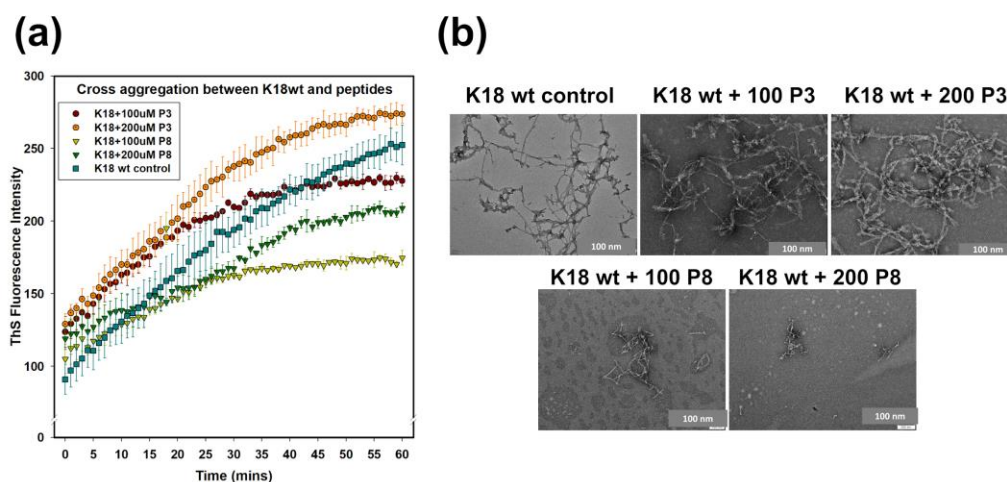 (a)
Cross aggregation between K18wt and peptides
K18+100uM P3
K18+200uM P3
K18+100uM P8
K18+200uM P8
K18 wt control
300
250
200
150
100
0
ThS Fluorescence Intensity
0 5 10 15 20 25 30 35 40 45 50 55 60
Time (mins)
(b)
K18 wt control
K18 wt + 100 P3
K18 wt + 200 P3
100 nm
100 nm
100 nm
K18 wt + 100 P8
K18 wt + 200 P8
100 nm
100 nm